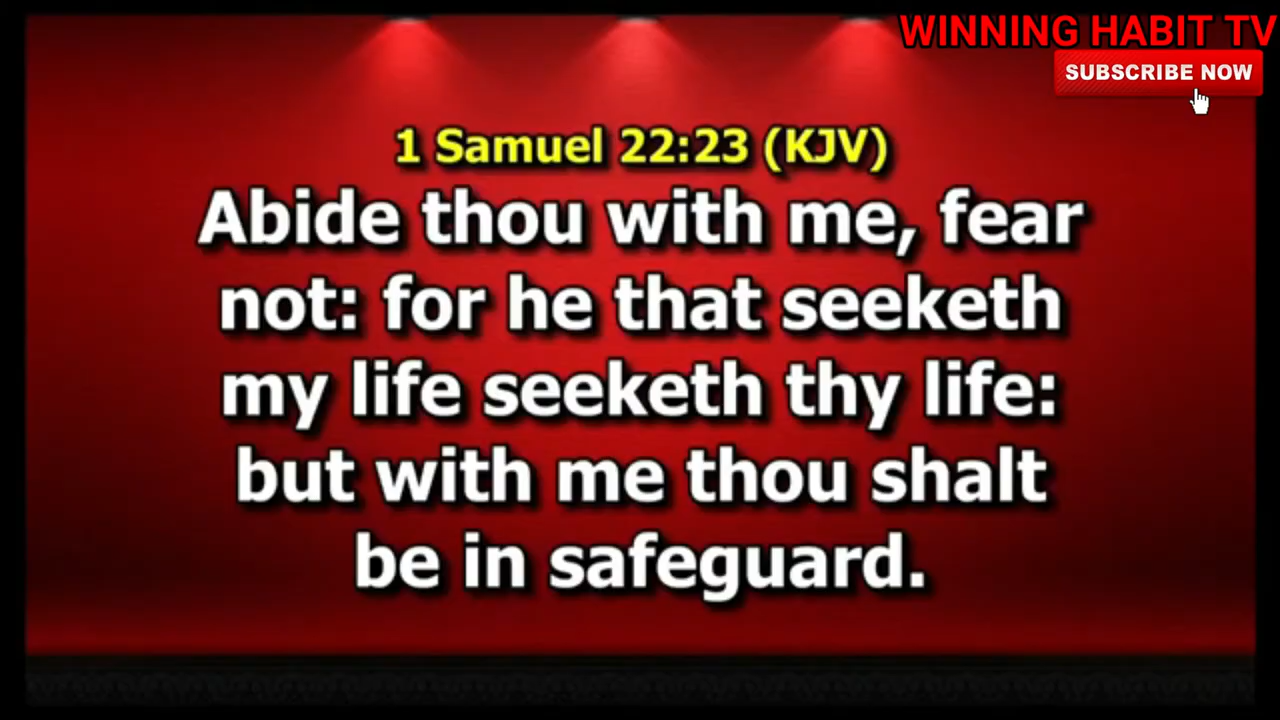 WINNING HABIT TV
SUBSCRIBE NOW
1 Samuel 22:23 (KJV)
Abide thou with me, fear
not: for he that seeketh
my life seeketh thy life:
but with me thou shalt
be in safeguard.